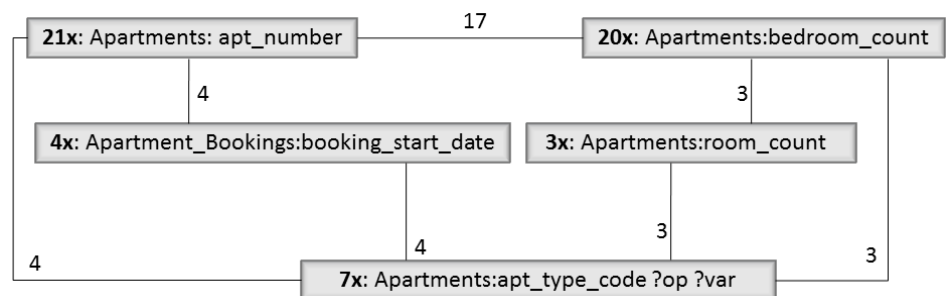 17
21x: Apartments: apt_number
20x: Apartments:bedroom_count
4
3
4x: Apartment_Bookings:booking_start_date
3x: Apartments:room_count
4
4
3
3
7x: Apartments:apt_type_code ?op ?var